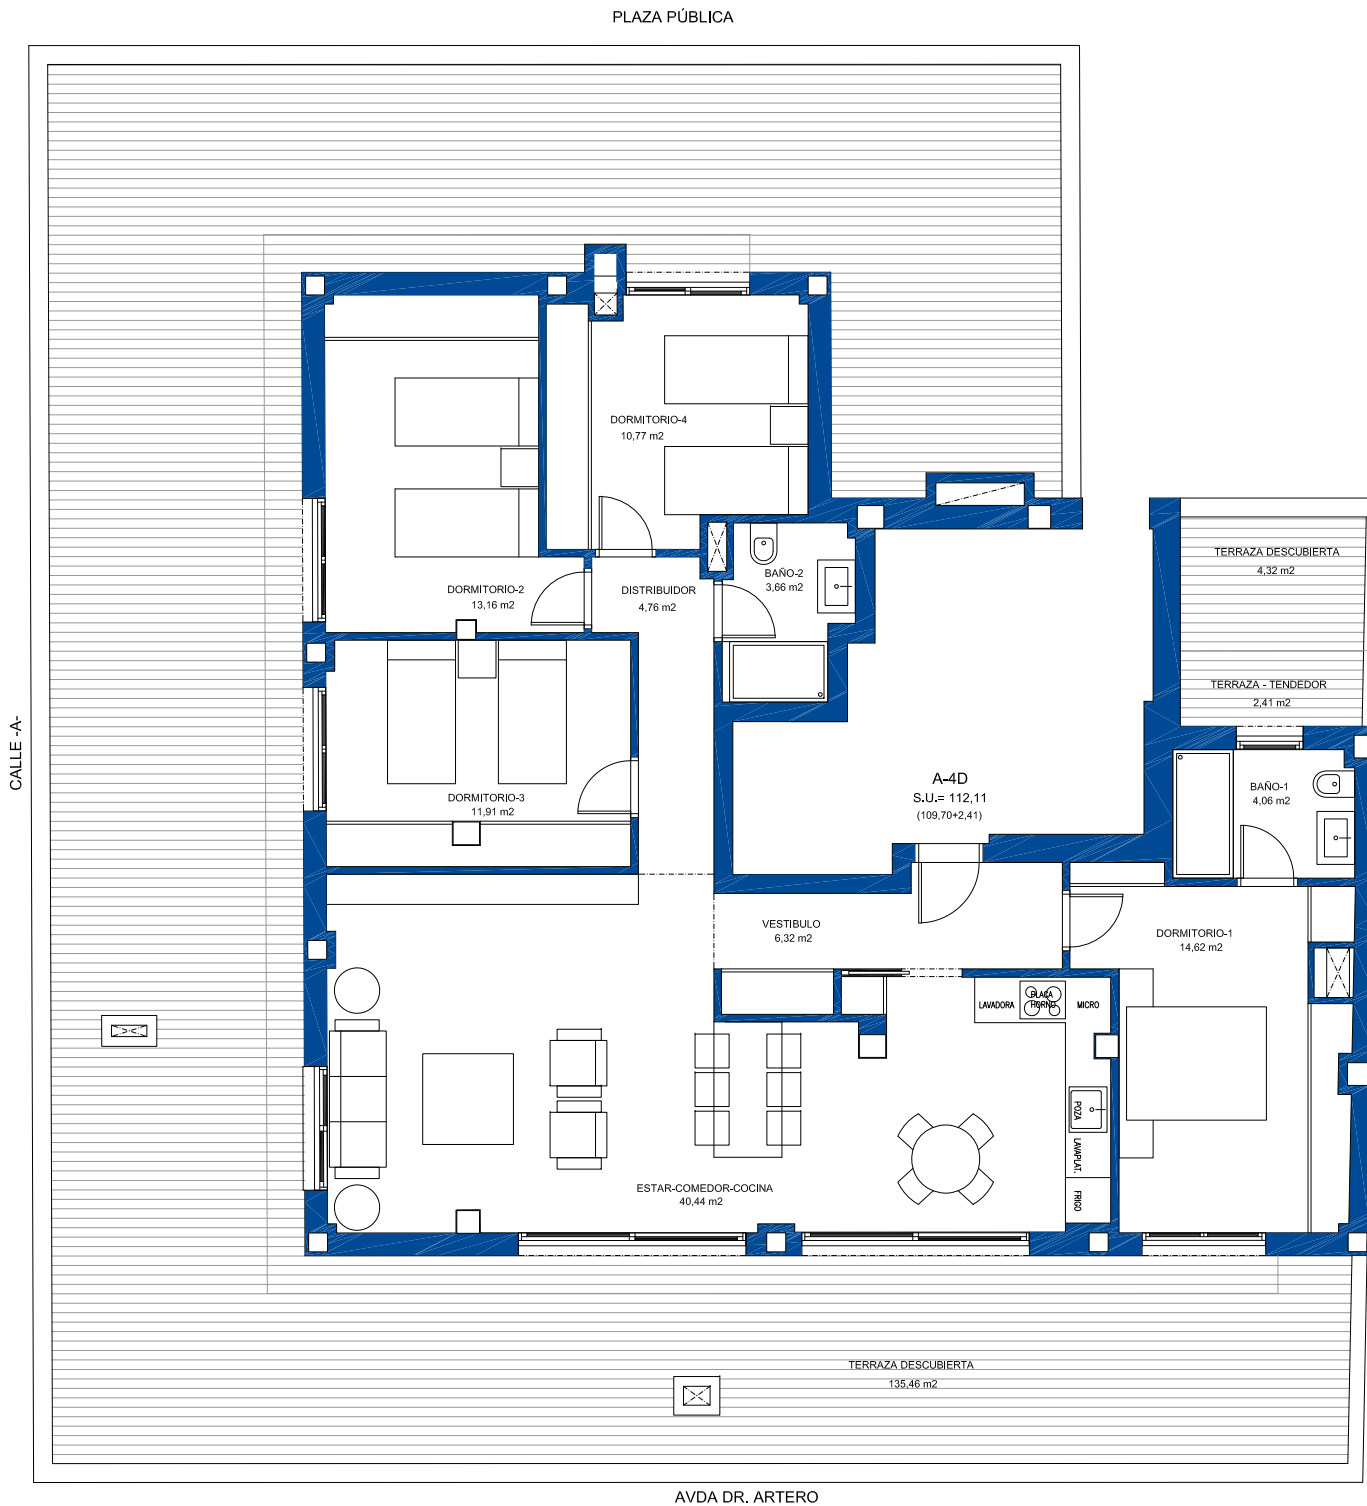 PLAZA PÚBLICA
DORMITORIO-4
10,77 m2
TERRAZA DESCUBIERTA
4,32 m2
BAÑO-2
3,66 m2
DORMITORIO-2
13,16 m2
DISTRIBUIDOR
4,76 m2
TERRAZA - TENDEDOR
2,41 m2
CALLE -A-
DORMITORIO-3
11,91 m2
A-4D
S.U.= 112,11
(109,70+2,41)
BAÑO-1
4,06 m2
VESTIBULO
6,32 m2
DORMITORIO-1
14,62 m2
LAVADORA
PLACA
HORNO
MICRO
POZA
LAVAPLAT.
FRIGO
ESTAR-COMEDOR-COCINA
40,44 m2
TERRAZA DESCUBIERTA
135,46 m2
AVDA DR. ARTERO